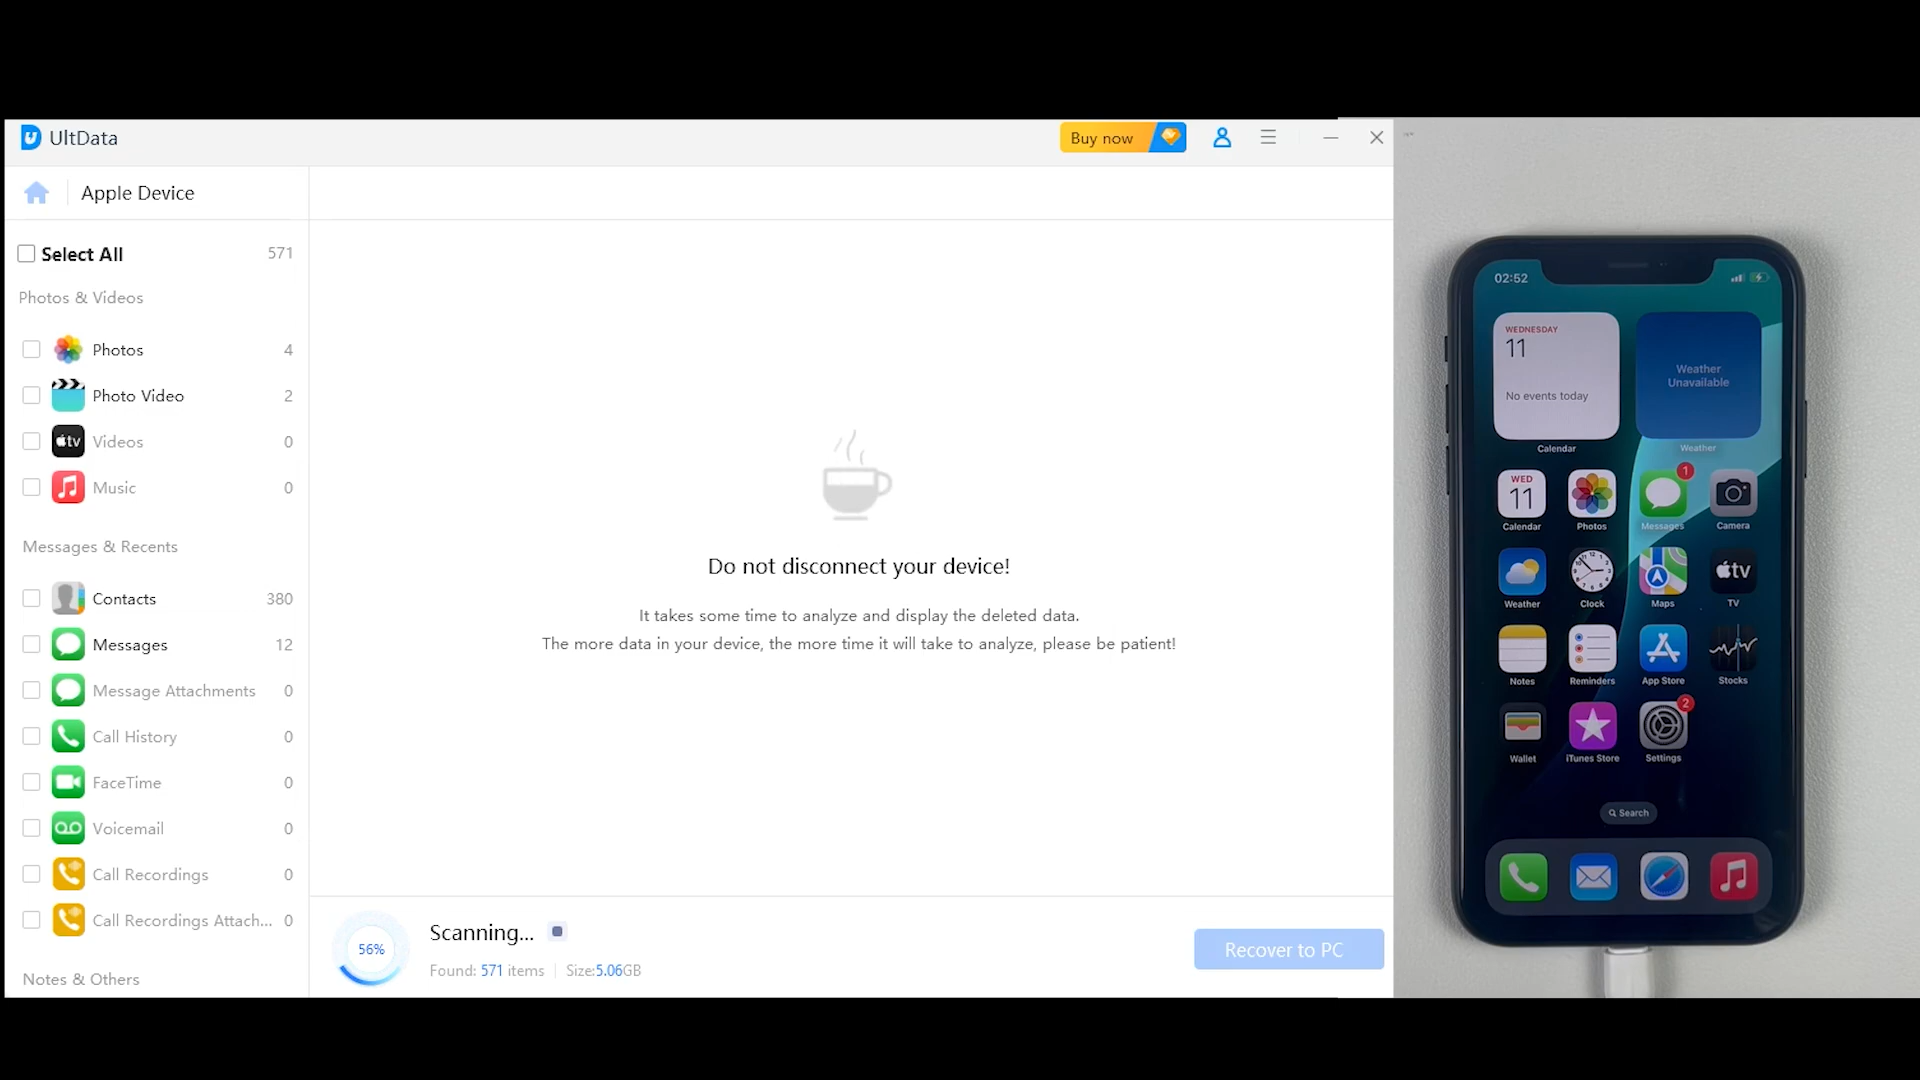 UltData
Buy now
Apple Device
Select All 571
Photos & Videos
Photos 4
Photo Video 2
tv Videos 0
Music 0
Messages & Recents
Contacts 380
Messages 12
Message Attachments 0
Call History 0
FaceTime 0
Voicemail 0
Call Recordings 0
Call Recordings Attach... 0
Notes & Others
Do not disconnect your device!
It takes some time to analyze and display the deleted data.
The more data in your device, the more time it will take to analyze, please be patient!
56%
Scanning...
Found: 571 items Size:5.06GB
Recover to PC
02:52
WEDNESDAY
11
No events today
Calendar
Weather
Unavailable
Weather
WED
11
1
Calendar Photos Messages Camera
12
tv
Weather Clock Maps TV
Notes Reminders App Store Stocks
2
Wallet iTunes Store Settings
Search